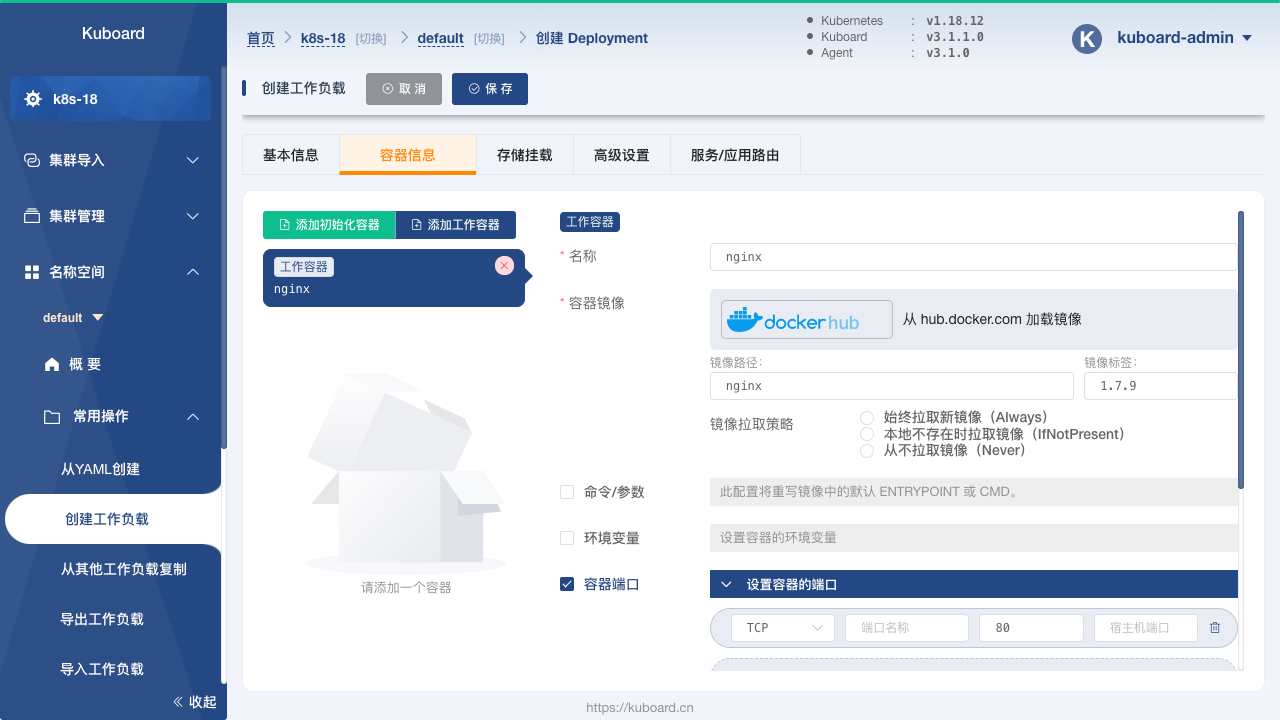 Kuboard
首页 k8s-18 [切换] default [切换] 创建 Deployment
Kubernetes : v1.18.12
Kuboard : v3.1.1.0
Agent : v3.1.0
K kuboard-admin
创建工作负载 取 消 保 存
k8s-18
集群导入
集群管理
名称空间
default
概 要
常用操作
从YAML创建
创建工作负载
从其他工作负载复制
导出工作负载
导入工作负载
收起
基本信息 容器信息 存储挂载 高级设置 服务/应用路由
添加初始化容器 添加工作容器
工作容器
nginx
请添加一个容器
工作容器
* 名称 nginx
* 容器镜像 docker hub 从 hub.docker.com 加载镜像
镜像路径: 镜像标签:
nginx 1.7.9
镜像拉取策略 始终拉取新镜像（Always）
本地不存在时拉取镜像（IfNotPresent）
从不拉取镜像（Never）
命令/参数 此配置将重写镜像中的默认 ENTRYPOINT 或 CMD。
环境变量 设置容器的环境变量
容器端口 设置容器的端口
TCP 端口名称 80 宿主机端口
https://kuboard.cn